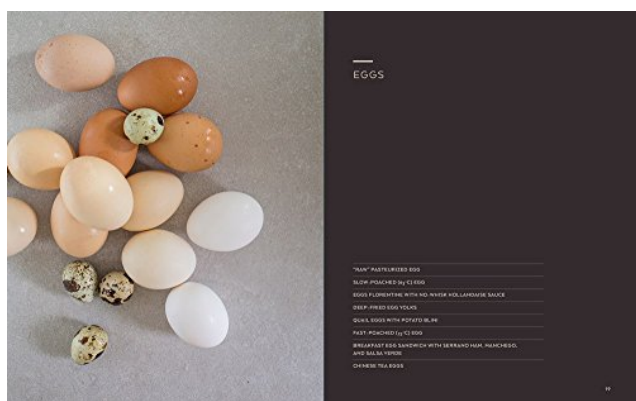 EGGS
"RAW" PASTEURIZED EGG
SLOW-POACHED (63°C) EGG
EGGS FLORENTINE WITH NO-WHISK HOLLANDAISE SAUCE
DEEP-FRIED EGG YOLKS
QUAIL EGGS WITH POTATO BLINI
FAST-POACHED (75°C) EGG
BREAKFAST EGG SANDWICH WITH SERRANO HAM, MANCHEGO,
AND SALSA VERDE
CHINESE TEA EGGS